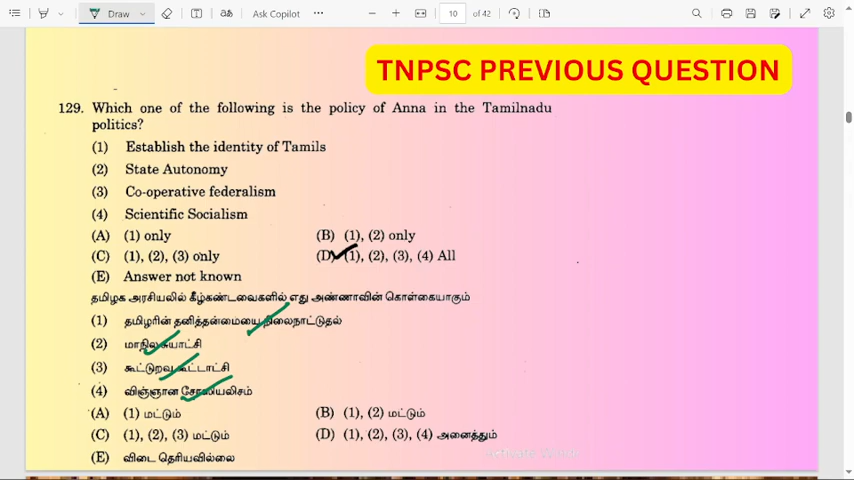 Draw
Ask Copilot
10 of 42
TNPSC PREVIOUS QUESTION
129. Which one of the following is the policy of Anna in the Tamilnadu
politics?
(1) Establish the identity of Tamils
(2) State Autonomy
(3) Co-operative federalism
(4) Scientific Socialism
(A) (1) only (B) (1), (2) only
(C) (1), (2), (3) only (D) (1), (2), (3), (4) All
(E) Answer not known
தமிழக அரசியலில் கீழ்கண்டவைகளில் எது அண்ணாவின் கொள்கையாகும்
(1) தமிழரின் தனித்தன்மையை நிலைநாட்டுதல்
(2) மாநில சுயாட்சி
(3) கூட்டுறவு கூட்டாட்சி
(4) விஞ்ஞான சோஸியலிசம்
(A) (1) மட்டும் (B) (1), (2) மட்டும்
(C) (1), (2), (3) மட்டும் (D) (1), (2), (3), (4) அனைத்தும்
(E) விடை தெரியவில்லை